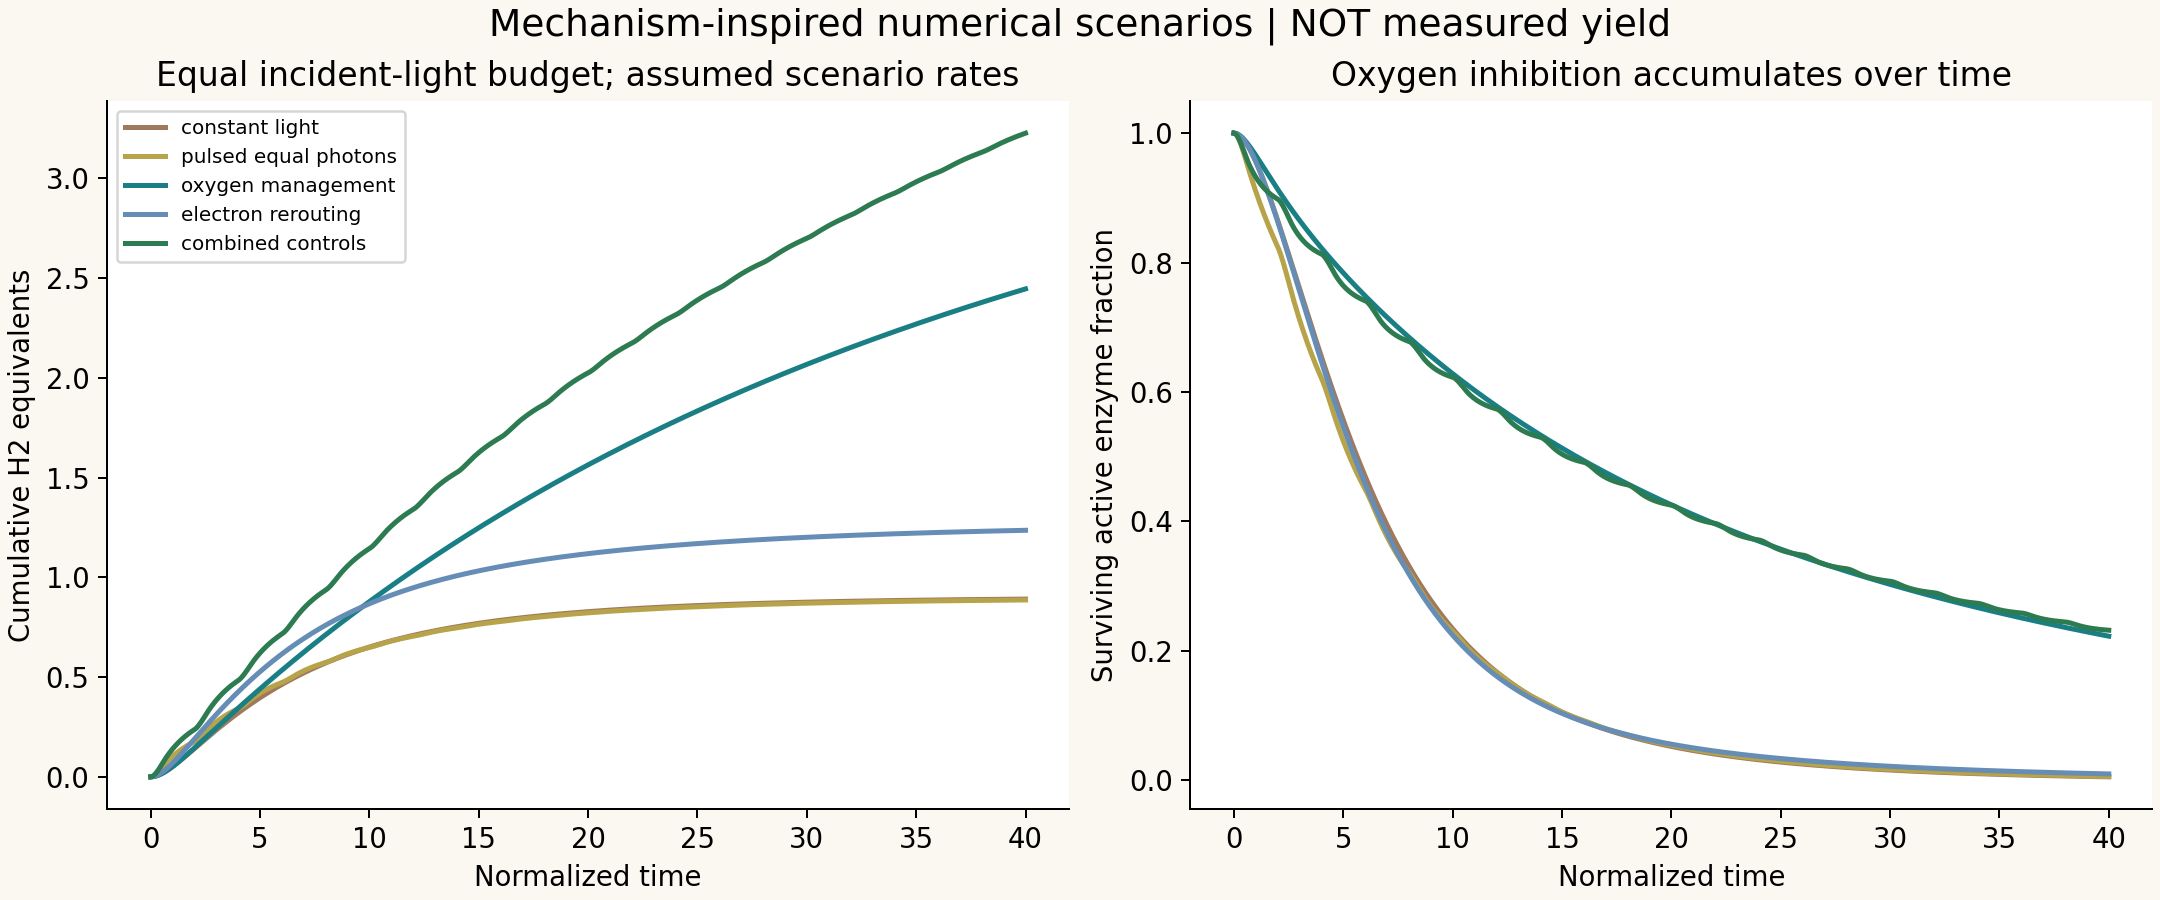 Mechanism-inspired numerical scenarios | NOT measured yield
Equal incident-light budget; assumed scenario rates
constant light
pulsed equal photons
oxygen management
electron rerouting
combined controls
Cumulative H2 equivalents
3.0
2.5
2.0
1.5
1.0
0.5
0.0
0 5 10 15 20 25 30 35 40
Normalized time
Oxygen inhibition accumulates over time
Surviving active enzyme fraction
1.0
0.8
0.6
0.4
0.2
0.0
0 5 10 15 20 25 30 35 40
Normalized time